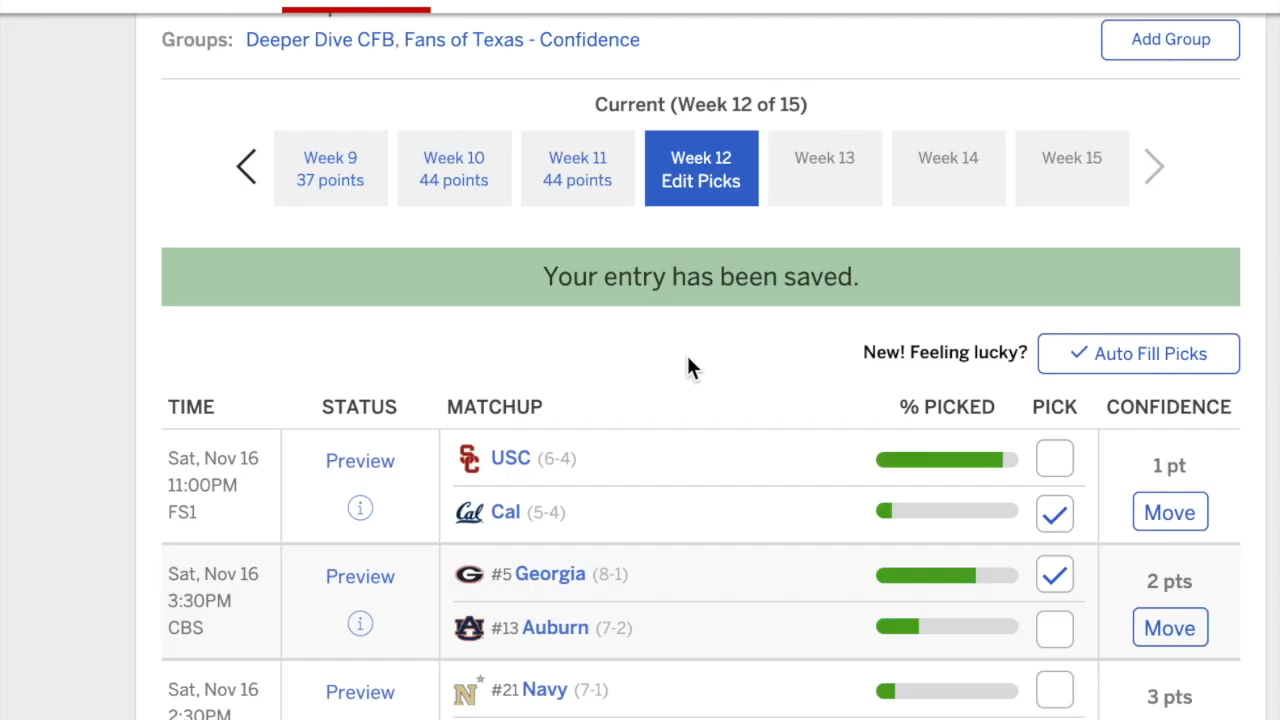 Groups: Deeper Dive CFB, Fans of Texas - Confidence
Add Group
Current (Week 12 of 15)
Week 9
37 points
Week 10
44 points
Week 11
44 points
Week 12
Edit Picks
Week 13
Week 14
Week 15
Your entry has been saved.
New! Feeling lucky?
Auto Fill Picks
TIME STATUS MATCHUP % PICKED PICK CONFIDENCE
Sat, Nov 16
11:00PM
FS1
Preview
SC USC (6-4)
Cal Cal (5-4)
1 pt
Move
Sat, Nov 16
3:30PM
CBS
Preview
G #5 Georgia (8-1)
AU #13 Auburn (7-2)
2 pts
Move
Sat, Nov 16
2:30PM
Preview
N #21 Navy (7-1)
3 pts